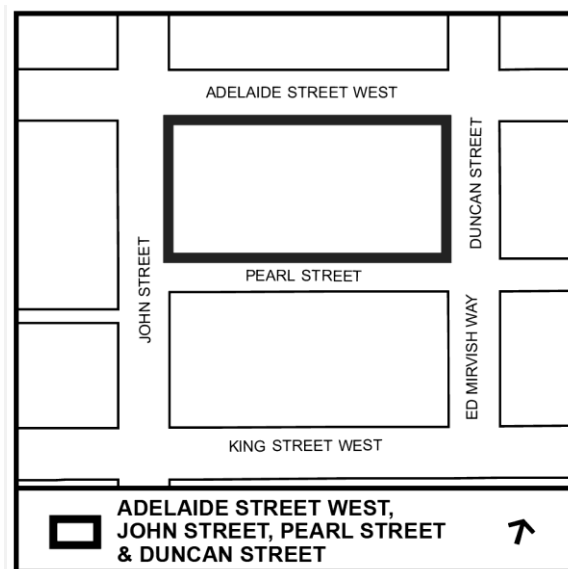 ADELAIDE STREET WEST
DUNCAN STREET
JOHN STREET
PEARL STREET
ED MIRVISH WAY
KING STREET WEST
ADELAIDE STREET WEST,
JOHN STREET, PEARL STREET
& DUNCAN STREET